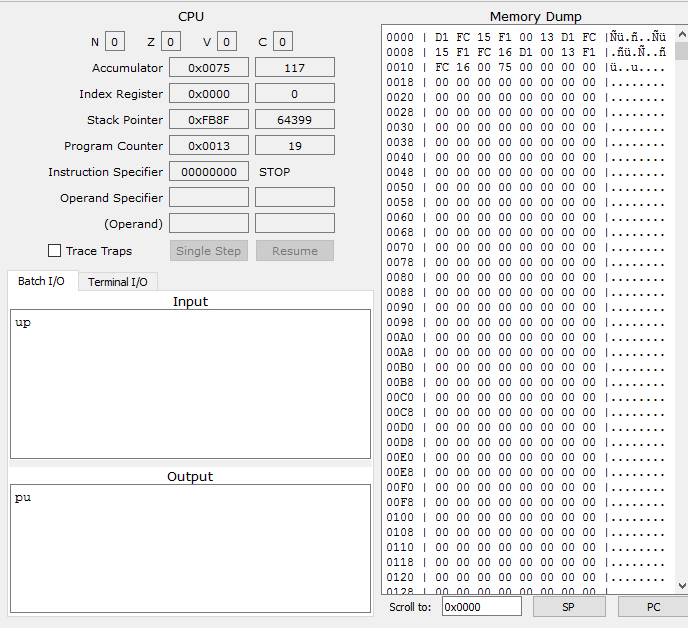 CPU
N 0 Z 0 V 0 C 0
Accumulator 0x0075 117
Index Register 0x0000 0
Stack Pointer 0xFB8F 64399
Program Counter 0x0013 19
Instruction Specifier 00000000 STOP
Operand Specifier
(Operand)
Trace Traps Single Step Resume
Batch I/O Terminal I/O
Input
up
Output
pu
Memory Dump
0000 | D1 FC 15 F1 00 13 D1 FC |Ñü.ñ..Ñü
0008 | 15 F1 FC 16 D1 00 13 F1 |.ñü.Ñ..ñ
0010 | FC 16 00 75 00 00 00 00 |ü..u....
0018 | 00 00 00 00 00 00 00 00 |........
0020 | 00 00 00 00 00 00 00 00 |........
0028 | 00 00 00 00 00 00 00 00 |........
0030 | 00 00 00 00 00 00 00 00 |........
0038 | 00 00 00 00 00 00 00 00 |........
0040 | 00 00 00 00 00 00 00 00 |........
0048 | 00 00 00 00 00 00 00 00 |........
0050 | 00 00 00 00 00 00 00 00 |........
0058 | 00 00 00 00 00 00 00 00 |........
0060 | 00 00 00 00 00 00 00 00 |........
0068 | 00 00 00 00 00 00 00 00 |........
0070 | 00 00 00 00 00 00 00 00 |........
0078 | 00 00 00 00 00 00 00 00 |........
0080 | 00 00 00 00 00 00 00 00 |........
0088 | 00 00 00 00 00 00 00 00 |........
0090 | 00 00 00 00 00 00 00 00 |........
0098 | 00 00 00 00 00 00 00 00 |........
00A0 | 00 00 00 00 00 00 00 00 |........
00A8 | 00 00 00 00 00 00 00 00 |........
00B0 | 00 00 00 00 00 00 00 00 |........
00B8 | 00 00 00 00 00 00 00 00 |........
00C0 | 00 00 00 00 00 00 00 00 |........
00C8 | 00 00 00 00 00 00 00 00 |........
00D0 | 00 00 00 00 00 00 00 00 |........
00D8 | 00 00 00 00 00 00 00 00 |........
00E0 | 00 00 00 00 00 00 00 00 |........
00E8 | 00 00 00 00 00 00 00 00 |........
00F0 | 00 00 00 00 00 00 00 00 |........
00F8 | 00 00 00 00 00 00 00 00 |........
0100 | 00 00 00 00 00 00 00 00 |........
0108 | 00 00 00 00 00 00 00 00 |........
0110 | 00 00 00 00 00 00 00 00 |........
0118 | 00 00 00 00 00 00 00 00 |........
0120 | 00 00 00 00 00 00 00 00 |........
0128 | 00 00 00 00 00 00 00 00 |........
Scroll to: 0x0000 SP PC